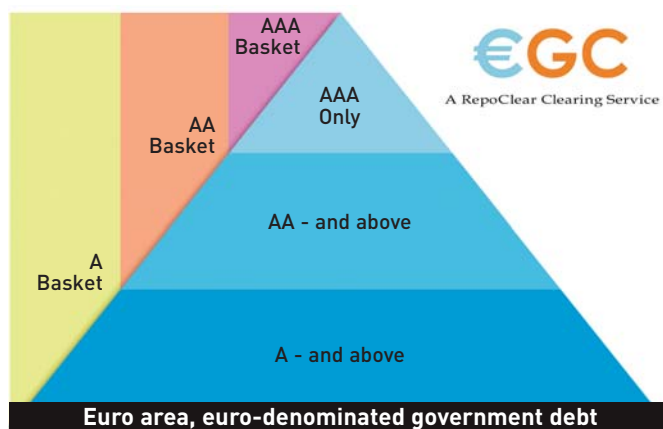 AAA
Basket
€GC
A RepoClear Clearing Service
AAA
Only
AA
Basket
AA - and above
A
Basket
A - and above
Euro area, euro-denominated government debt